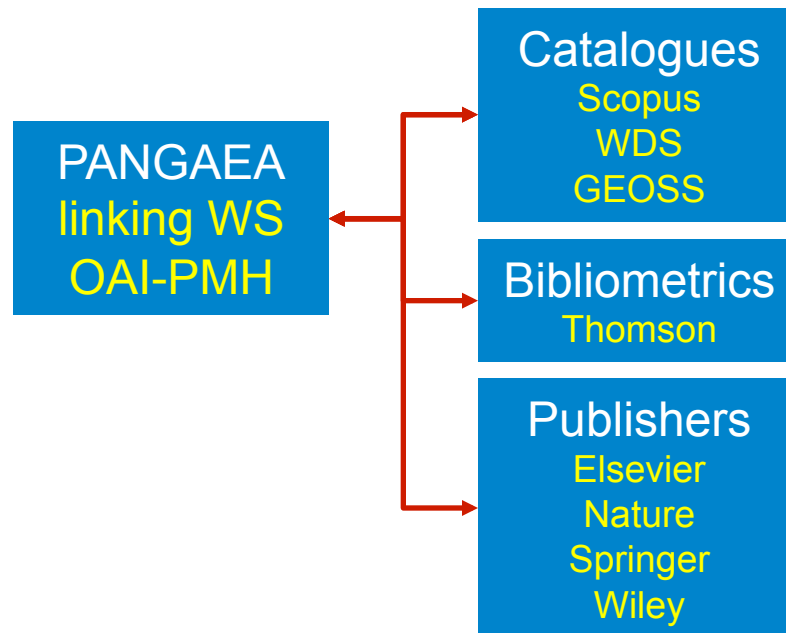 PANGAEA
linking WS
OAI-PMH
Catalogues
Scopus
WDS
GEOSS
Bibliometrics
Thomson
Publishers
Elsevier
Nature
Springer
Wiley